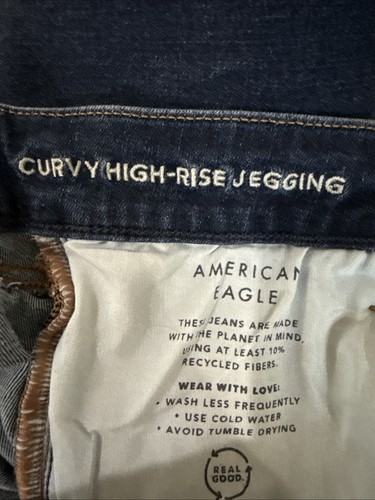 CURVY HIGH-RISE JEGGING
AMERICAN
EAGLE
THESE JEANS ARE MADE
WITH THE PLANET IN MIND,
USING AT LEAST 10%
RECYCLED FIBERS.
WEAR WITH LOVE:
• WASH LESS FREQUENTLY
• USE COLD WATER
• AVOID TUMBLE DRYING
REAL
GOOD.